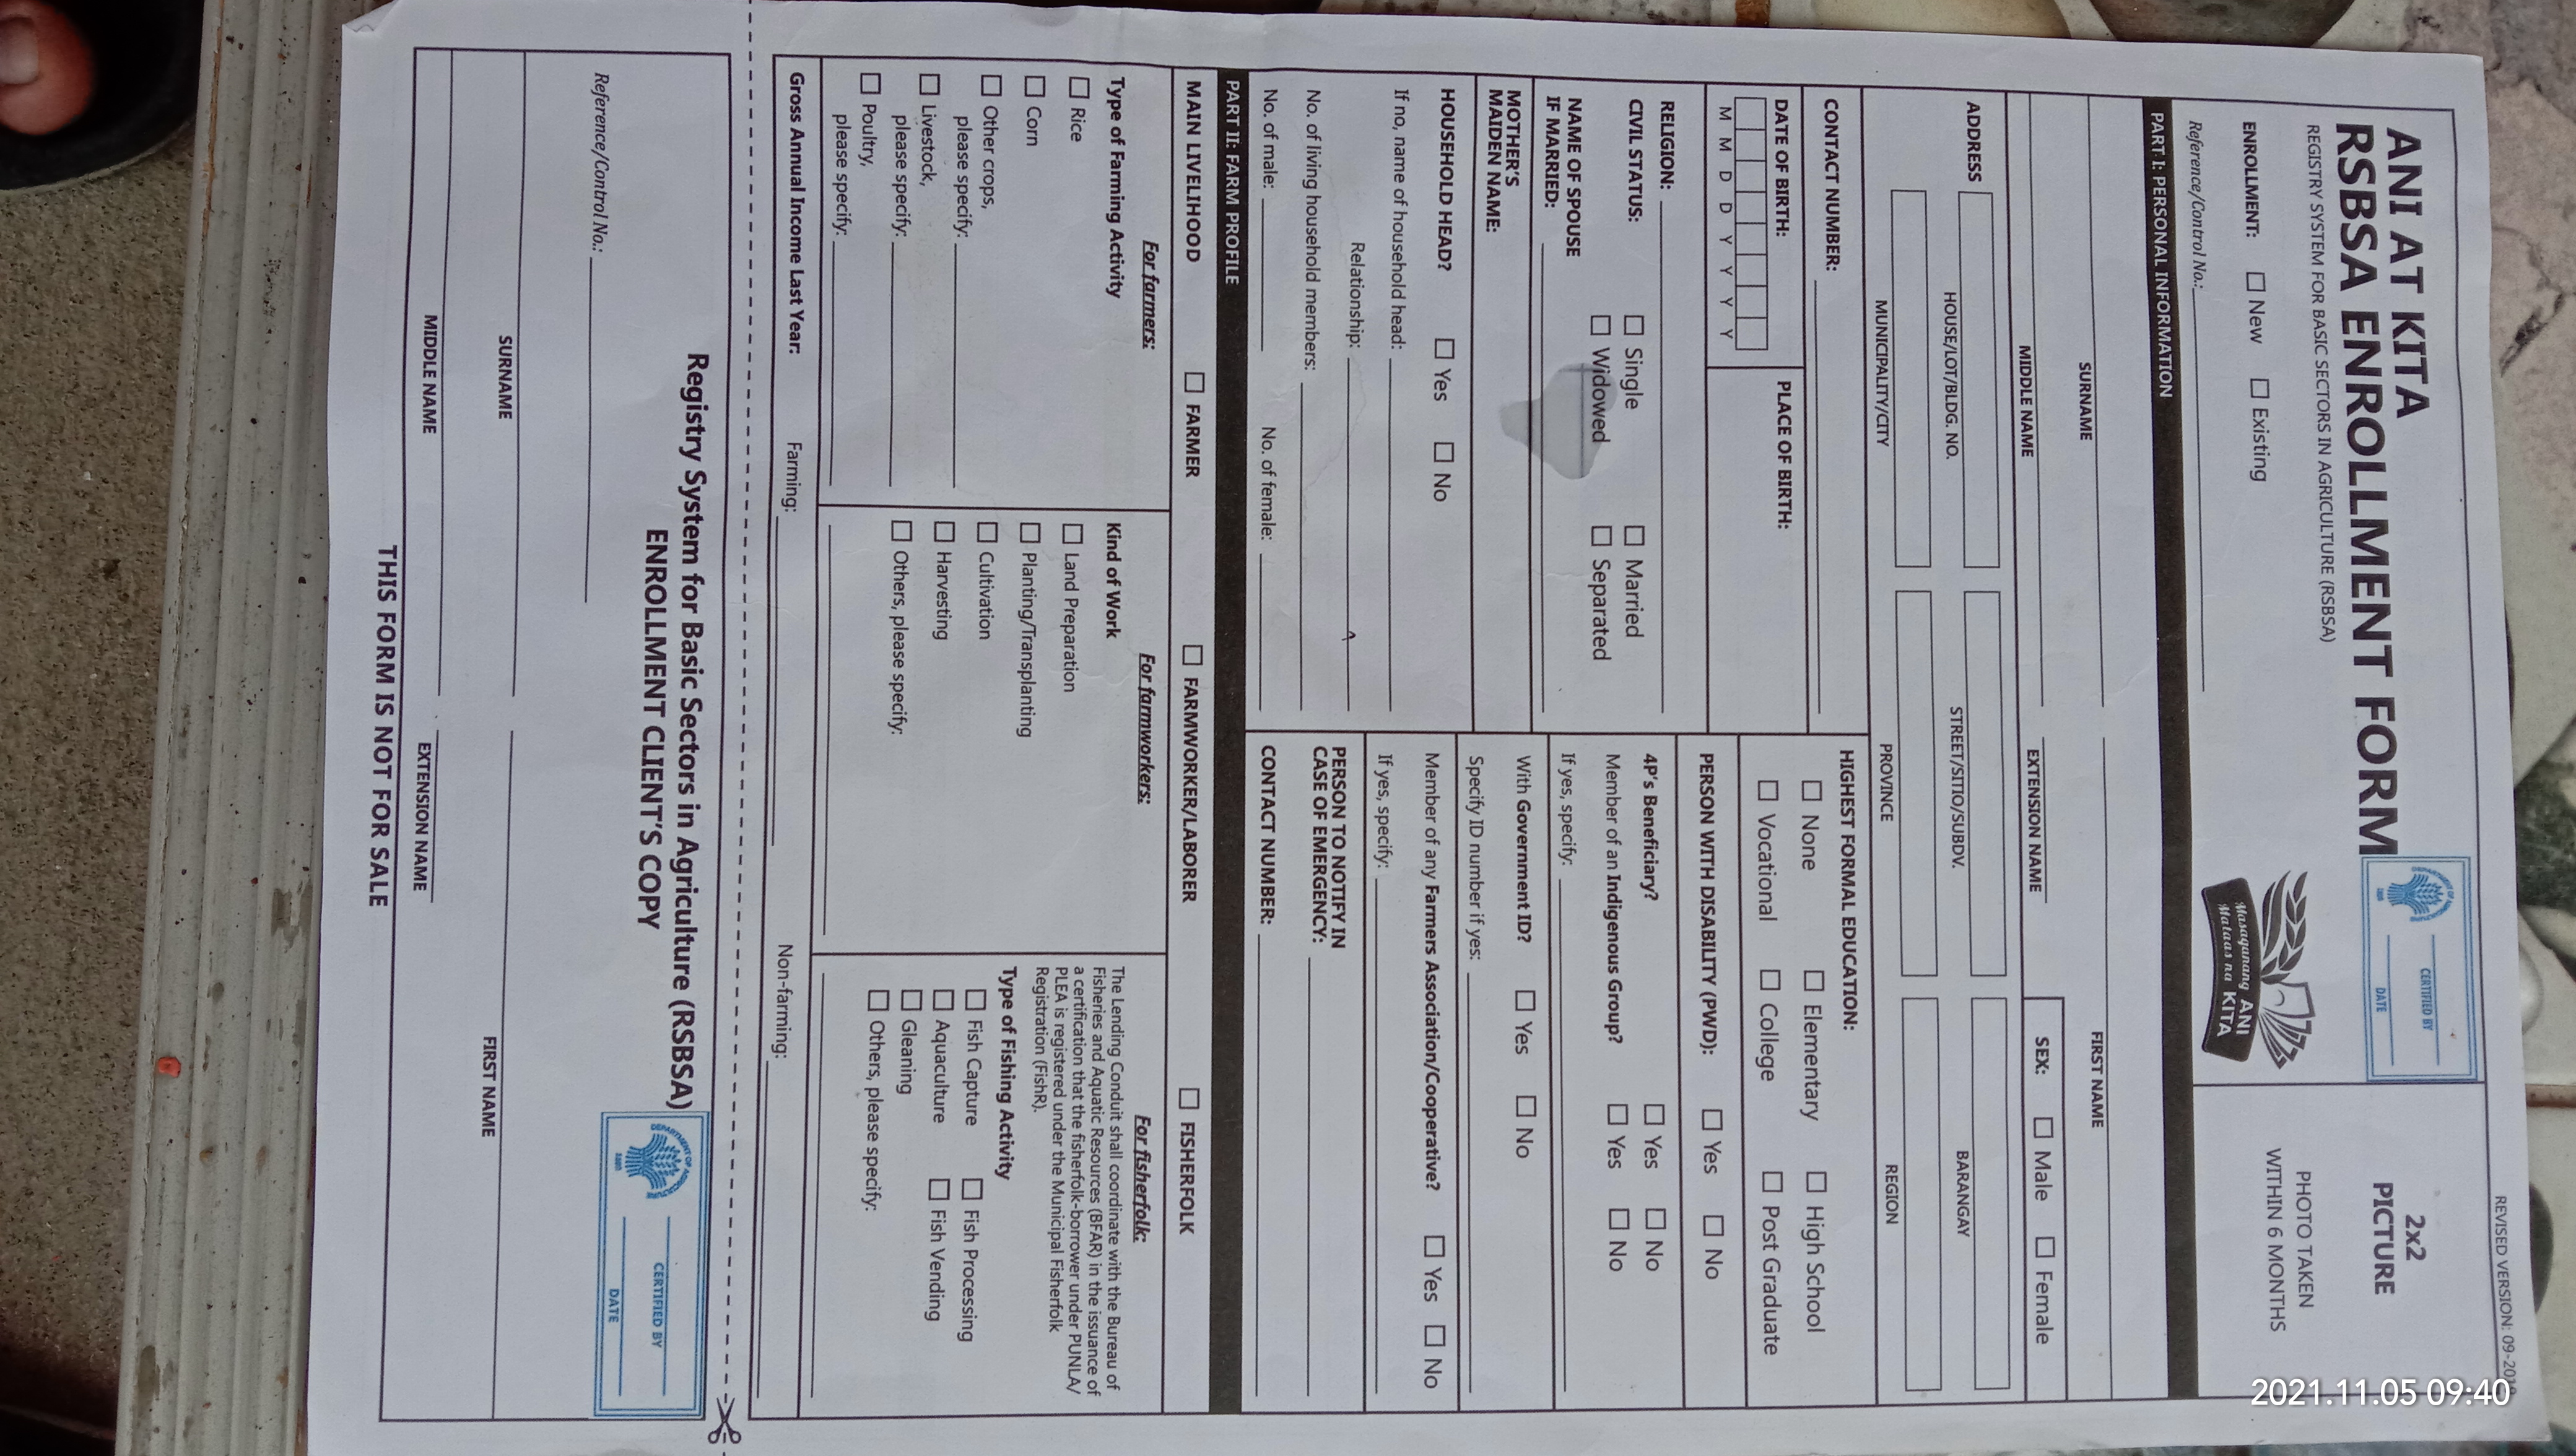 REVISED VERSION: 09-2019
2021.11.05 09:40
ANI AT KITA
RSBSA ENROLLMENT FORM
REGISTRY SYSTEM FOR BASIC SECTORS IN AGRICULTURE (RSBSA)
DEPARTMENT OF AGRICULTURE
CERTIFIED BY
DATE
2x2
PICTURE
PHOTO TAKEN
WITHIN 6 MONTHS
ENROLLMENT: New Existing
Masaganang ANI
Mataas na KITA
Reference/Control No.:
PART I: PERSONAL INFORMATION
SURNAME FIRST NAME
MIDDLE NAME EXTENSION NAME SEX: Male Female
ADDRESS
HOUSE/LOT/BLDG. NO. STREET/SITIO/SUBDV. BARANGAY
MUNICIPALITY/CITY PROVINCE REGION
CONTACT NUMBER:
DATE OF BIRTH: PLACE OF BIRTH:
M M D D Y Y Y Y
RELIGION:
CIVIL STATUS: Single Married
Widowed Separated
NAME OF SPOUSE
IF MARRIED:
MOTHER'S
MAIDEN NAME:
HOUSEHOLD HEAD? Yes No
If no, name of household head:
Relationship:
No. of living household members:
No. of male: No. of female:
HIGHEST FORMAL EDUCATION:
None Elementary High School
Vocational College Post Graduate
PERSON WITH DISABILITY (PWD): Yes No
4P's Beneficiary? Yes No
Member of an Indigenous Group? Yes No
If yes, specify:
With Government ID? Yes No
Specify ID number if yes:
Member of any Farmers Association/Cooperative? Yes No
If yes, specify:
PERSON TO NOTIFY IN
CASE OF EMERGENCY:
CONTACT NUMBER:
PART II: FARM PROFILE
MAIN LIVELIHOOD FARMER FARMWORKER/LABORER FISHERFOLK
For farmers:
Type of Farming Activity
Rice
Corn
Other crops,
please specify:
Livestock,
please specify:
Poultry,
please specify:
For farmworkers:
Kind of Work
Land Preparation
Planting/Transplanting
Cultivation
Harvesting
Others, please specify:
For fisherfolk:
The Lending Conduit shall coordinate with the Bureau of
Fisheries and Aquatic Resources (BFAR) in the issuance of
a certification that the fisherfolk-borrower under PUNLA/
PLEA is registered under the Municipal Fisherfolk
Registration (FishR).
Type of Fishing Activity
Fish Capture Fish Processing
Aquaculture Fish Vending
Gleaning
Others, please specify:
Gross Annual Income Last Year: Farming: Non-farming:
Registry System for Basic Sectors in Agriculture (RSBSA)
ENROLLMENT CLIENT'S COPY
DEPARTMENT OF AGRICULTURE
CERTIFIED BY
DATE
Reference/Control No.:
SURNAME FIRST NAME
MIDDLE NAME EXTENSION NAME
THIS FORM IS NOT FOR SALE